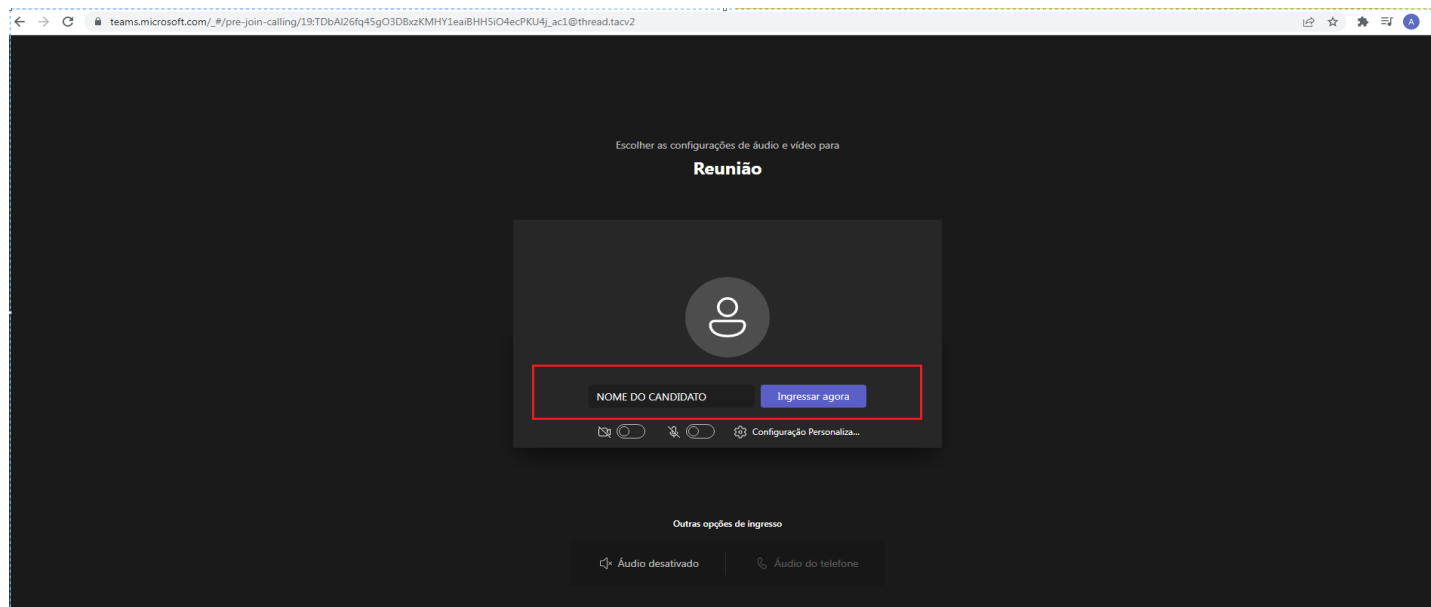 teams.microsoft.com/_#/pre-join-calling/19:TDbAl26fq45gO3DBxzKMHY1eaiBHH5iO4ecPKU4j_ac1@thread.tacv2
A
Escolher as configurações de áudio e vídeo para
Reunião
NOME DO CANDIDATO Ingressar agora
Configuração Personaliza...
Outras opções de ingresso
Áudio desativado Áudio do telefone